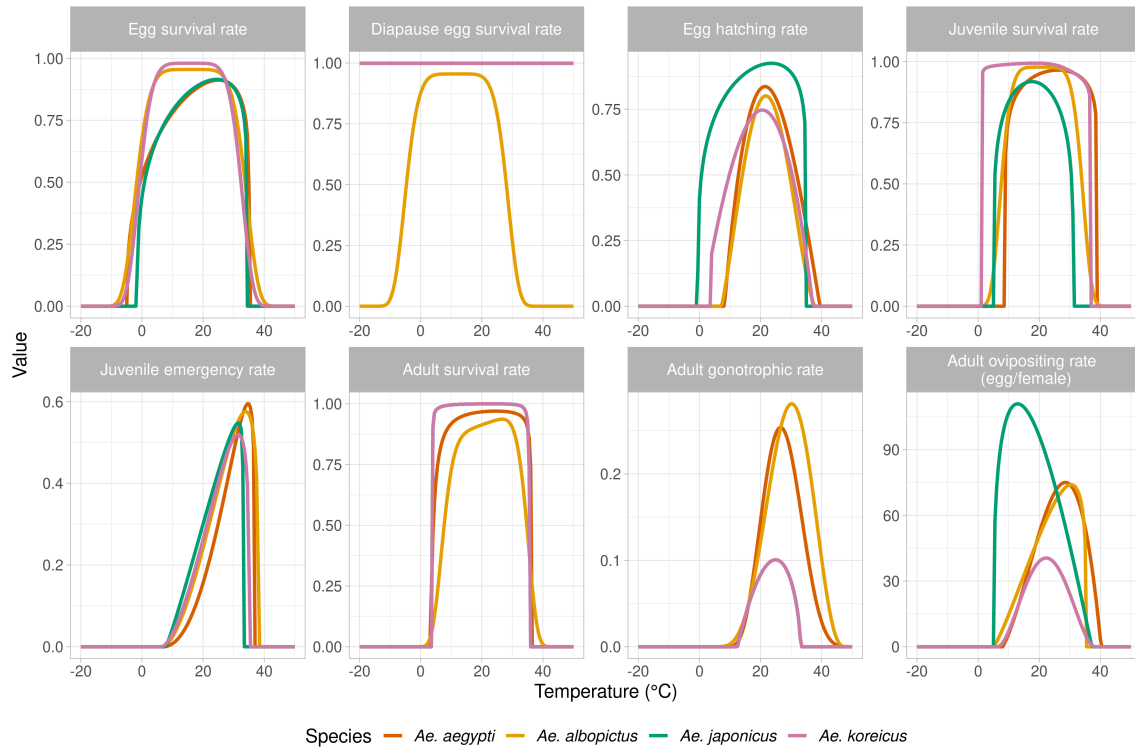 Egg survival rate
Diapause egg survival rate
Egg hatching rate
Juvenile survival rate
1.00
0.75
0.50
0.25
0.00
-20 0 20 40
1.00
0.75
0.50
0.25
0.00
-20 0 20 40
0.75
0.50
0.25
0.00
-20 0 20 40
1.00
0.75
0.50
0.25
0.00
-20 0 20 40
Value
Juvenile emergency rate
Adult survival rate
Adult gonotrophic rate
Adult ovipositing rate
(egg/female)
0.6
0.4
0.2
0.0
-20 0 20 40
1.00
0.75
0.50
0.25
0.00
-20 0 20 40
0.2
0.1
0.0
-20 0 20 40
90
60
30
0
-20 0 20 40
Temperature (°C)
Species Ae. aegypti Ae. albopictus Ae. japonicus Ae. koreicus